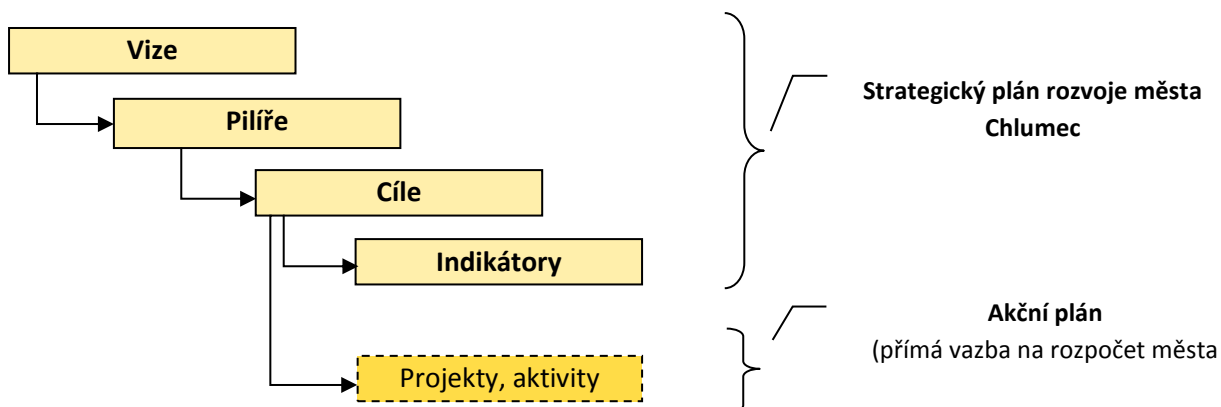 Vize
Pilíře
Cíle
Indikátory
Projekty, aktivity
Strategický plán rozvoje města
Chlumec
Akční plán
(přímá vazba na rozpočet města